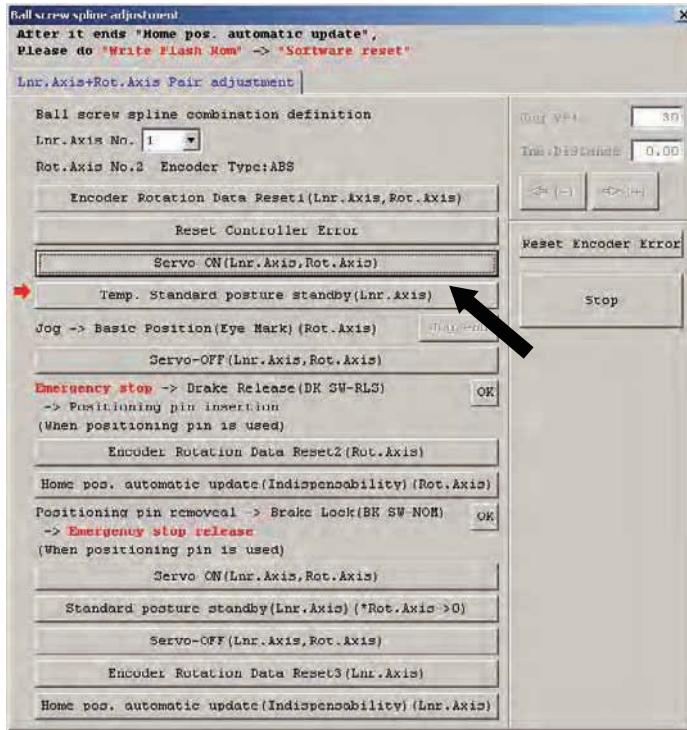 Ball screw spline adjustment
After it ends "Home pos. automatic update",
Please do "Write Flash Rom" -> "Software reset"
Lnr.Axis+Rot.Axis Pair adjustment
Ball screw spline combination definition
Lnr.Axis No. 1
Rot.Axis No.2 Encoder Type:ABS
Encoder Rotation Data Reset1(Lnr.Axis,Rot.Axis)
Reset Controller Error
Servo ON(Lnr.Axis,Rot.Axis)
Temp. Standard posture standby(Lnr.Axis)
Jog -> Basic Position(Eye Mark)(Rot.Axis)
Servo-OFF(Lnr.Axis,Rot.Axis)
Emergency stop -> Brake Release(BK SW-RLS)
-> Positioning pin insertion
(When positioning pin is used)
OK
Encoder Rotation Data Reset2(Rot.Axis)
Home pos. automatic update(Indispensability)(Rot.Axis)
Positioning pin removeal -> Brake Lock(BK SW-NOM)
-> Emergency stop release
(When positioning pin is used)
OK
Servo ON(Lnr.Axis,Rot.Axis)
Standard posture standby(Lnr.Axis)(*Rot.Axis >0)
Servo-OFF(Lnr.Axis,Rot.Axis)
Encoder Rotation Data Reset3(Lnr.Axis)
Home pos. automatic update(Indispensability)(Lnr.Axis)
30
Inc.Distance 0.00
Reset Encoder Error
Stop